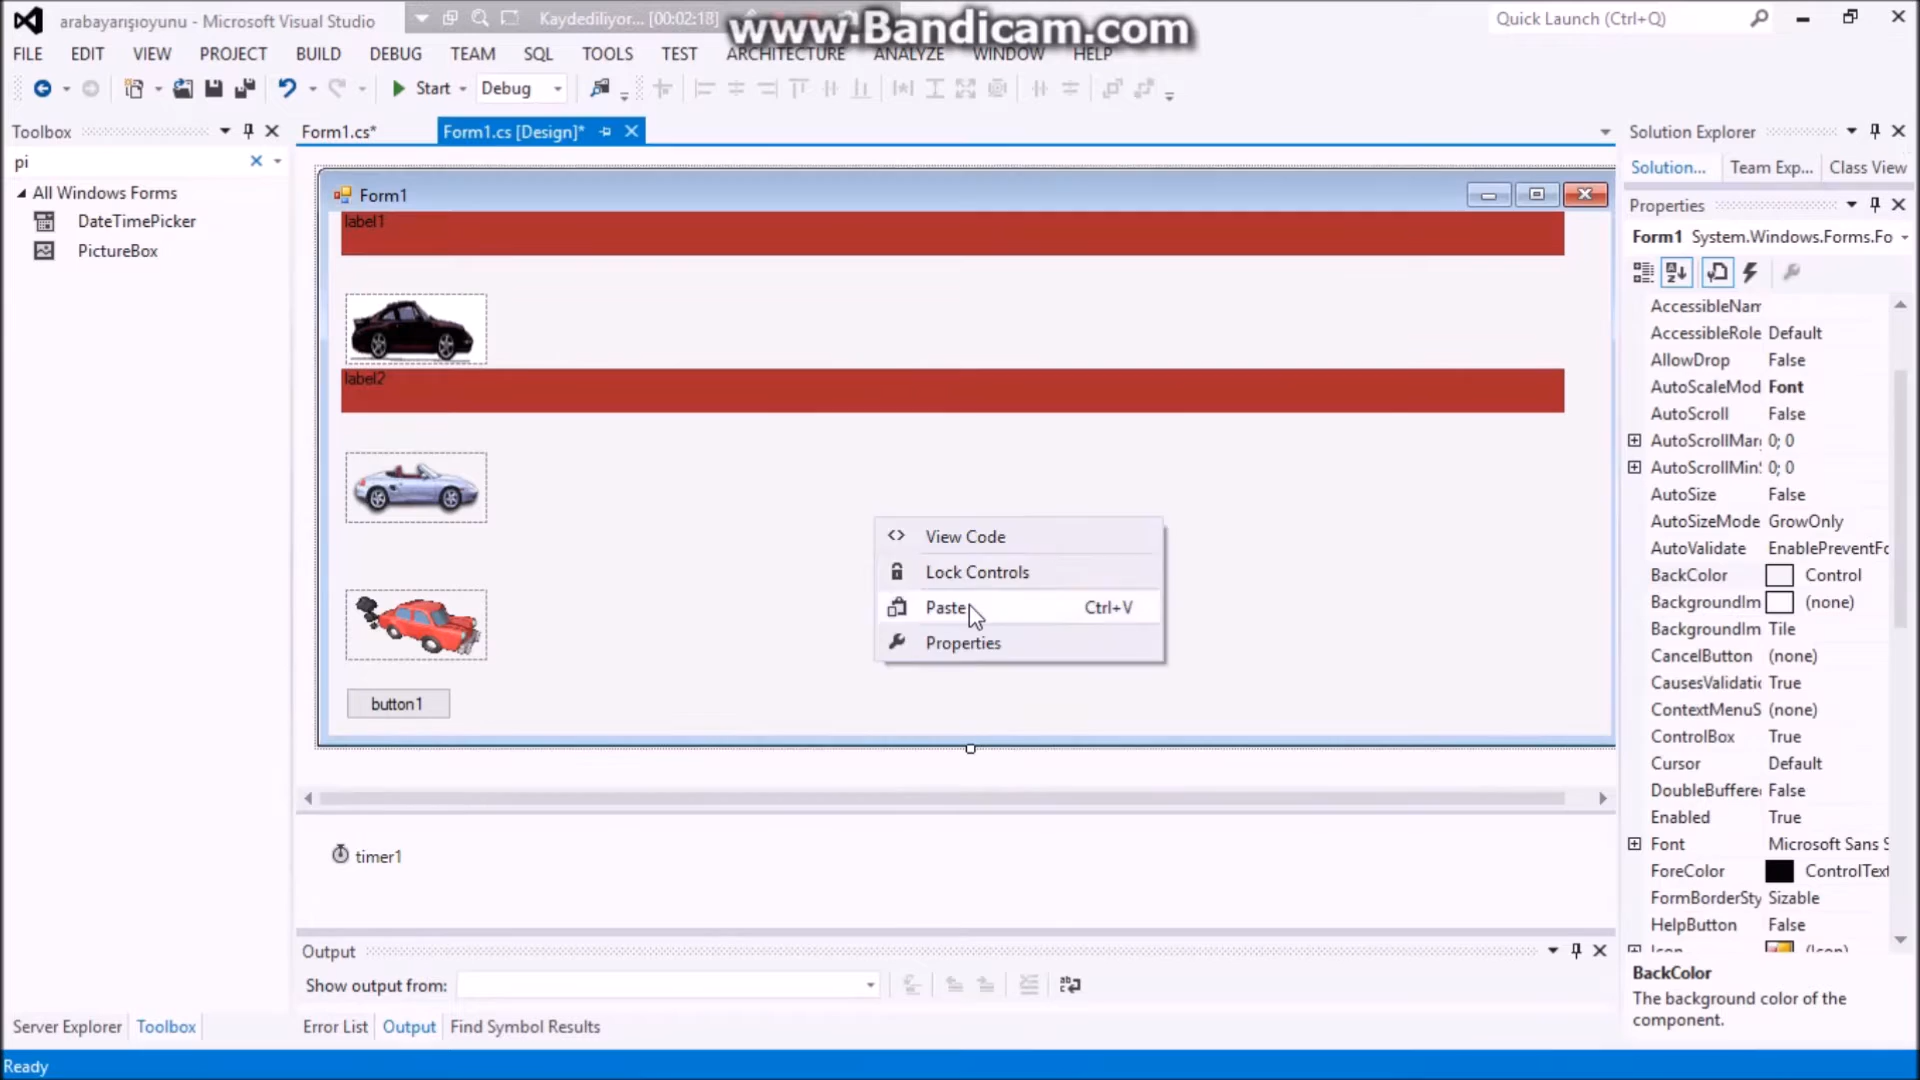 arabayarışıoyunu - Microsoft Visual Studio
Kaydediliyor... [00:02:18]
www.Bandicam.com
Quick Launch (Ctrl+Q)
FILE EDIT VIEW PROJECT BUILD DEBUG TEAM SQL TOOLS TEST ARCHITECTURE ANALYZE WINDOW HELP
Start Debug
Toolbox
pi
All Windows Forms
DateTimePicker
PictureBox
Form1.cs* Form1.cs [Design]*
Form1
label1
label2
button1
View Code
Lock Controls
Paste Ctrl+V
Properties
timer1
Output
Show output from:
Server Explorer Toolbox
Error List Output Find Symbol Results
Ready
Solution Explorer
Solution... Team Exp... Class View
Properties
Form1 System.Windows.Forms.Fo
AccessibleNam
AccessibleRole Default
AllowDrop False
AutoScaleMod Font
AutoScroll False
AutoScrollMar 0; 0
AutoScrollMin 0; 0
AutoSize False
AutoSizeMode GrowOnly
AutoValidate EnablePreventFo
BackColor Control
BackgroundIm (none)
BackgroundIm Tile
CancelButton (none)
CausesValidati True
ContextMenuS (none)
ControlBox True
Cursor Default
DoubleBuffere False
Enabled True
Font Microsoft Sans S
ForeColor ControlText
FormBorderSty Sizable
HelpButton False
Icon (Icon)
BackColor
The background color of the
component.